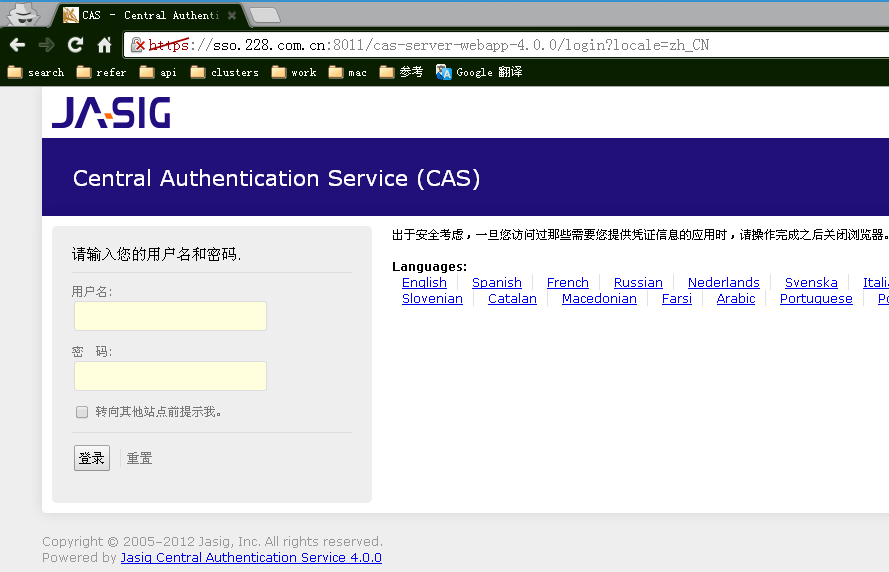 CAS – Central Authenti
https://sso.228.com.cn:8011/cas-server-webapp-4.0.0/login?locale=zh_CN
search refer api clusters work mac 参考 Google 翻译
JASIG
Central Authentication Service (CAS)
请输入您的用户名和密码.
用户名:
密 码:
转向其他站点前提示我。
登录 重置
出于安全考虑，一旦您访问过那些需要您提供凭证信息的应用时，请操作完成之后关闭浏览器。
Languages:
English Spanish French Russian Nederlands Svenska Itali
Slovenian Catalan Macedonian Farsi Arabic Portuguese Po
Copyright © 2005–2012 Jasig, Inc. All rights reserved.
Powered by Jasig Central Authentication Service 4.0.0